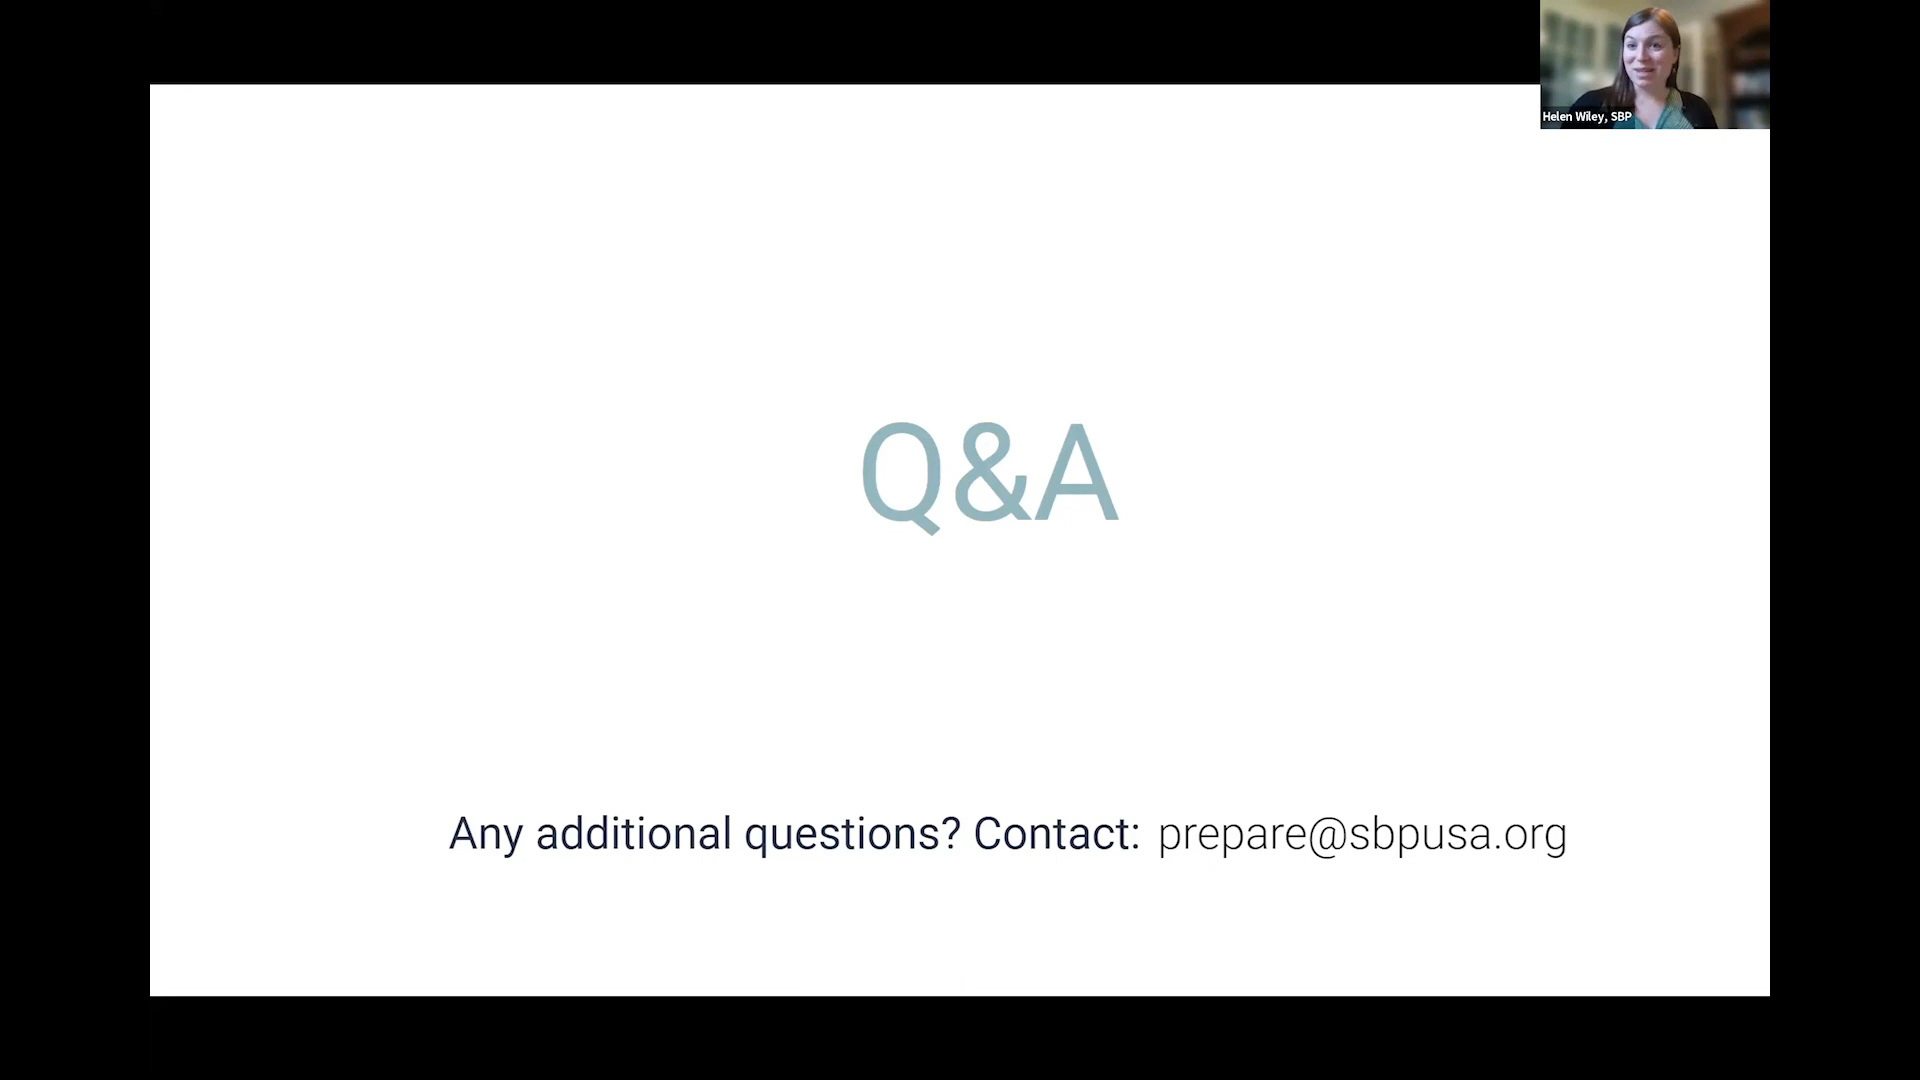 Helen Wiley, SBP
Q&A
Any additional questions? Contact: prepare@sbpusa.org